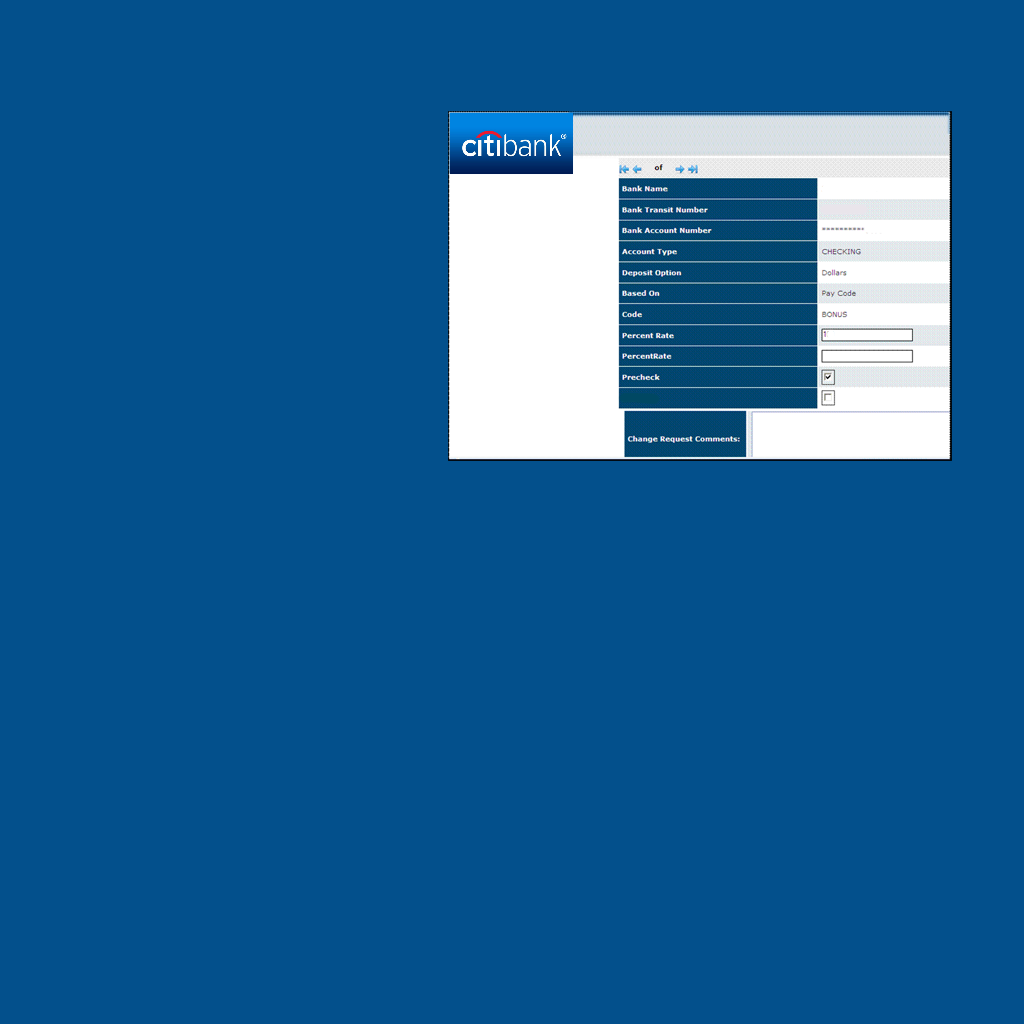 citibank®
of
Bank Name
Bank Transit Number
Bank Account Number *********
Account Type CHECKING
Deposit Option Dollars
Based On Pay Code
Code BONUS
Percent Rate 1
PercentRate
Precheck
Change Request Comments: